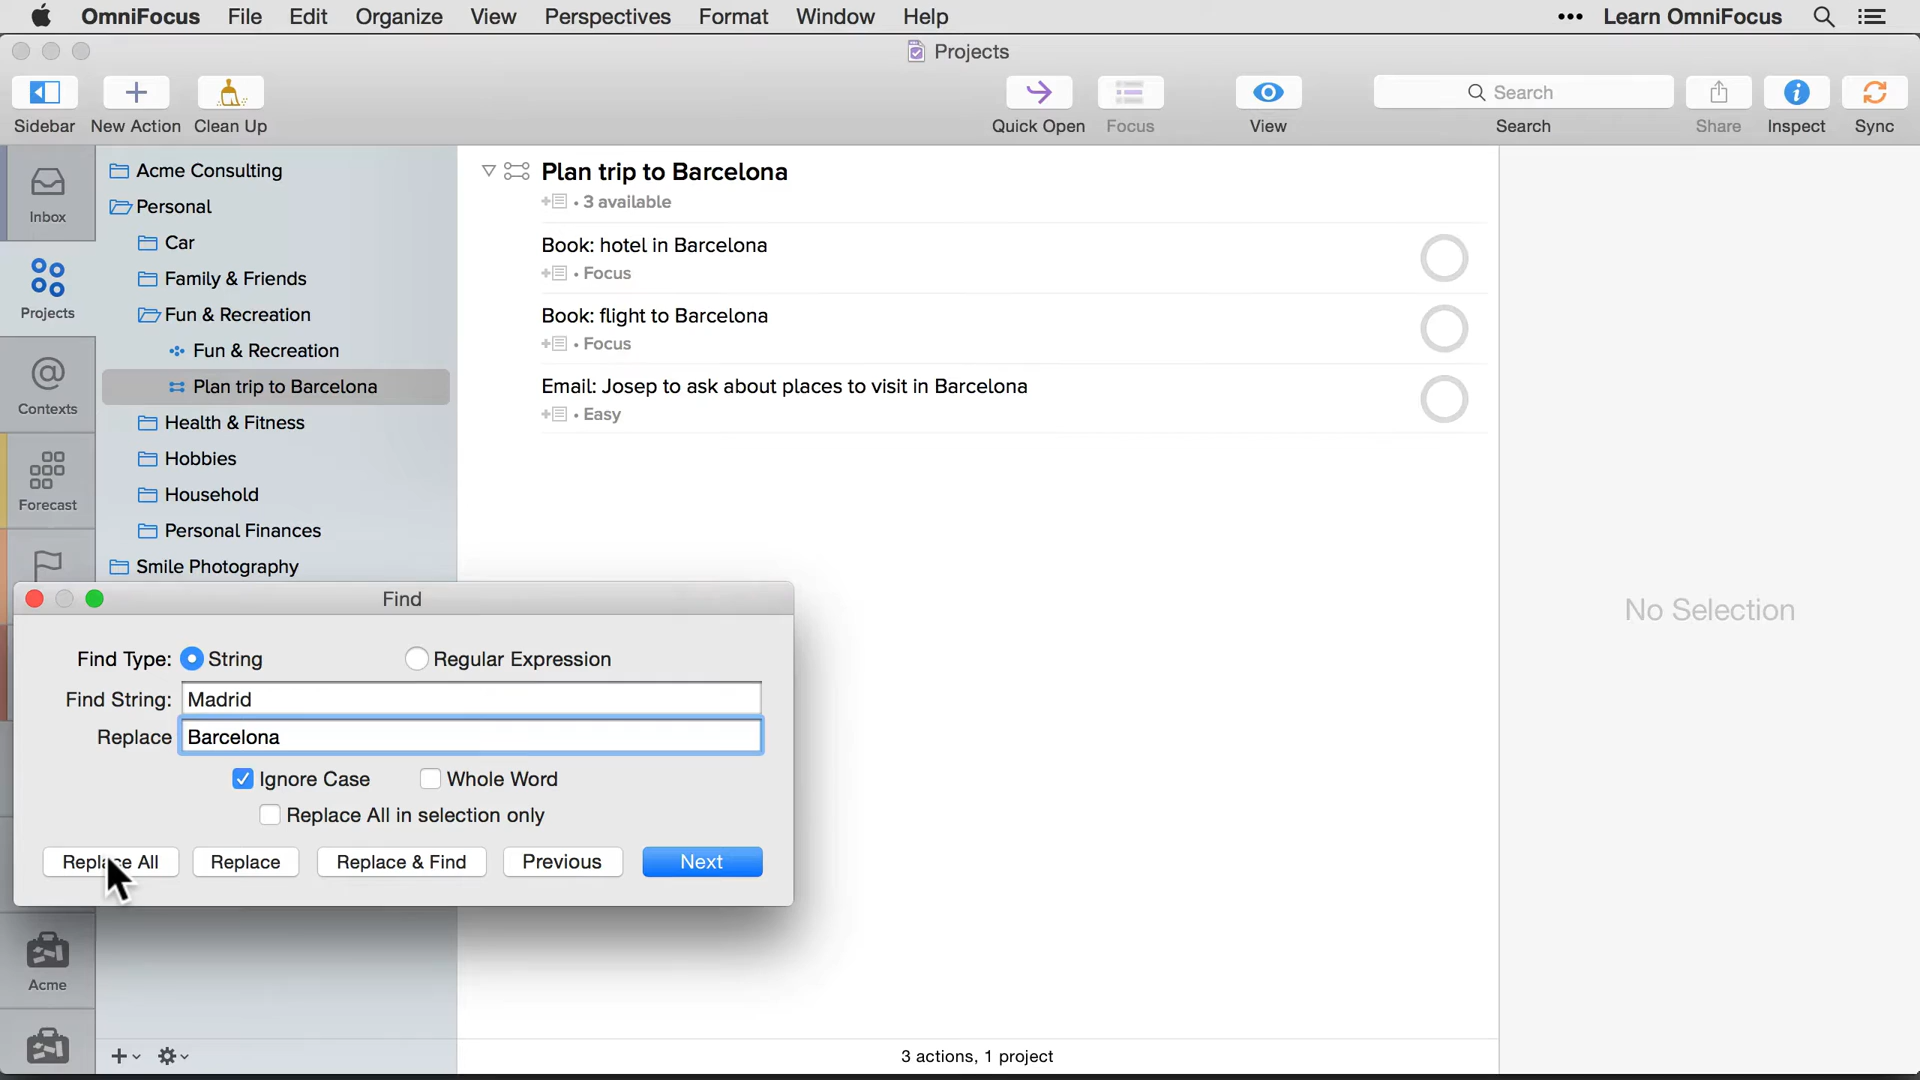 OmniFocus File Edit Organize View Perspectives Format Window Help ••• Learn OmniFocus
Projects
Sidebar New Action Clean Up Quick Open Focus View Search Search Share Inspect Sync
Inbox
Projects
Contexts
Forecast
Acme
Acme Consulting
Personal
Car
Family & Friends
Fun & Recreation
Fun & Recreation
Plan trip to Barcelona
Health & Fitness
Hobbies
Household
Personal Finances
Smile Photography
Plan trip to Barcelona
• 3 available
Book: hotel in Barcelona
• Focus
Book: flight to Barcelona
• Focus
Email: Josep to ask about places to visit in Barcelona
• Easy
No Selection
Find
Find Type: String Regular Expression
Find String: Madrid
Replace Barcelona
Ignore Case Whole Word
Replace All in selection only
Replace All Replace Replace & Find Previous Next
3 actions, 1 project